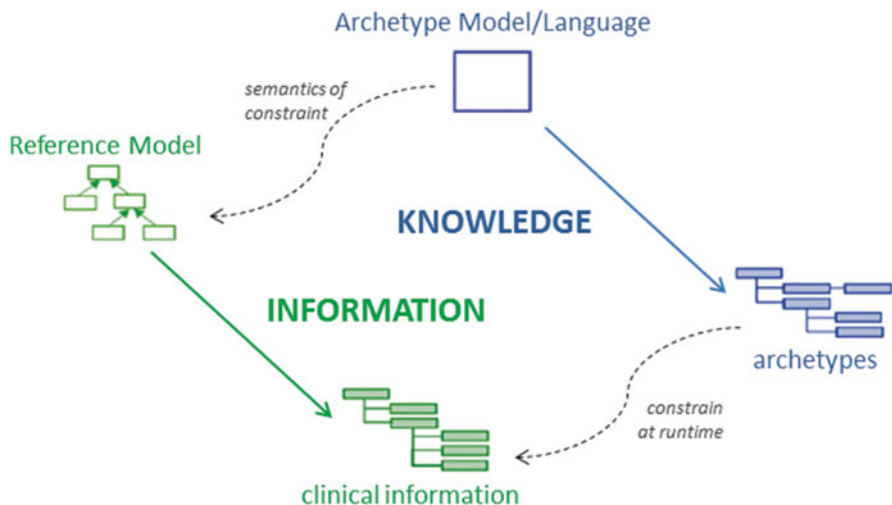 Archetype Model/Language
semantics of
constraint
Reference Model
KNOWLEDGE
INFORMATION
archetypes
constrain
at runtime
clinical information